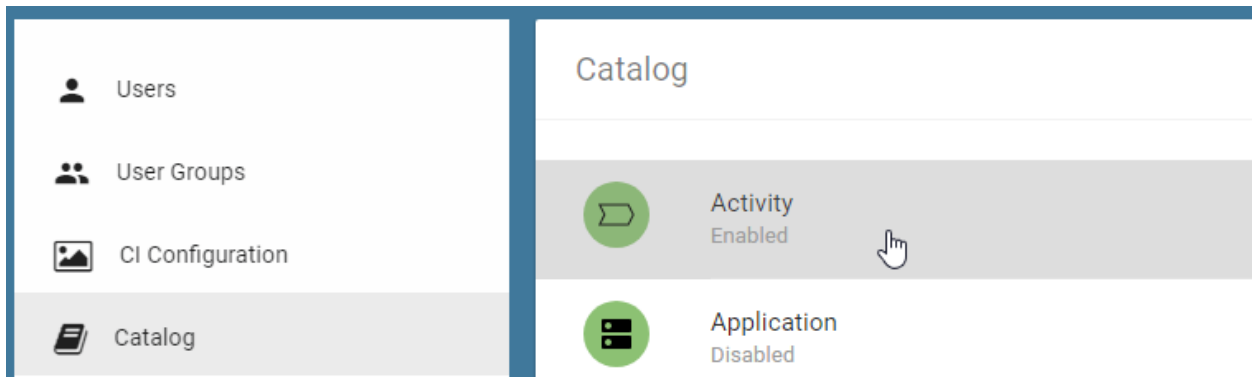 Users
User Groups
CI Configuration
Catalog
Catalog
Activity
Enabled
Application
Disabled